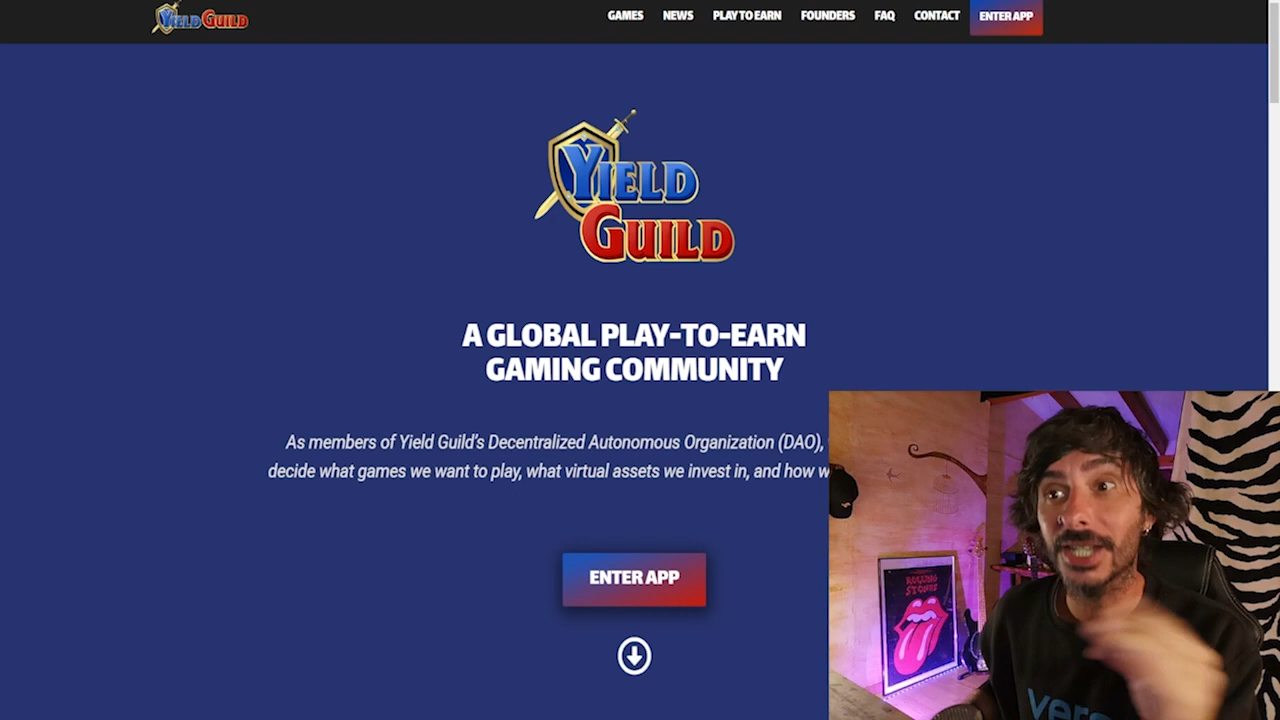 YIELD GUILD
GAMES NEWS PLAY TO EARN FOUNDERS FAQ CONTACT ENTER APP
YIELD
GUILD
A GLOBAL PLAY-TO-EARN
GAMING COMMUNITY
As members of Yield Guild's Decentralized Autonomous Organization (DAO),
decide what games we want to play, what virtual assets we invest in, and how
ENTER APP
ROLLING
STONES